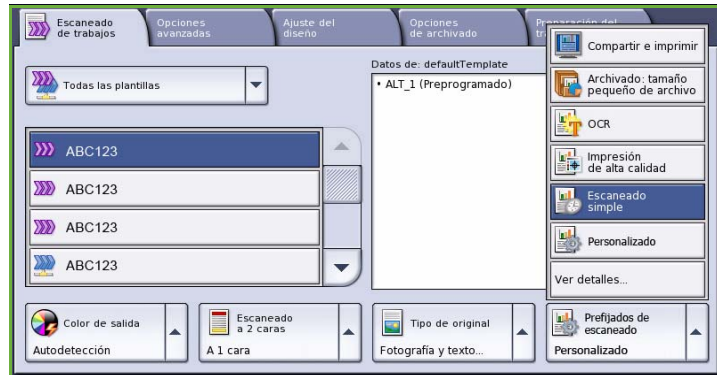 Escaneado
de trabajos
Opciones
avanzadas
Ajuste del
diseño
Opciones
de archivado
Preparación del
Todas las plantillas
ABC123
ABC123
ABC123
ABC123
Datos de: defaultTemplate
• ALT_1 (Preprogramado)
Compartir e imprimir
Archivado: tamaño
pequeño de archivo
OCR
Impresión
de alta calidad
Escaneado
simple
Personalizado
Ver detalles...
Color de salida
Autodetección
Escaneado
a 2 caras
A 1 cara
Tipo de original
Fotografía y texto...
Prefijados de
escaneado
Personalizado